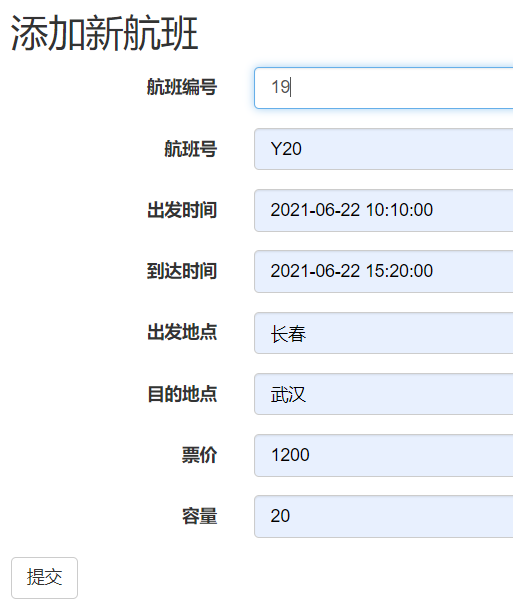 添加新航班
航班编号 19
航班号 Y20
出发时间 2021-06-22 10:10:00
到达时间 2021-06-22 15:20:00
出发地点 长春
目的地点 武汉
票价 1200
容量 20
提交